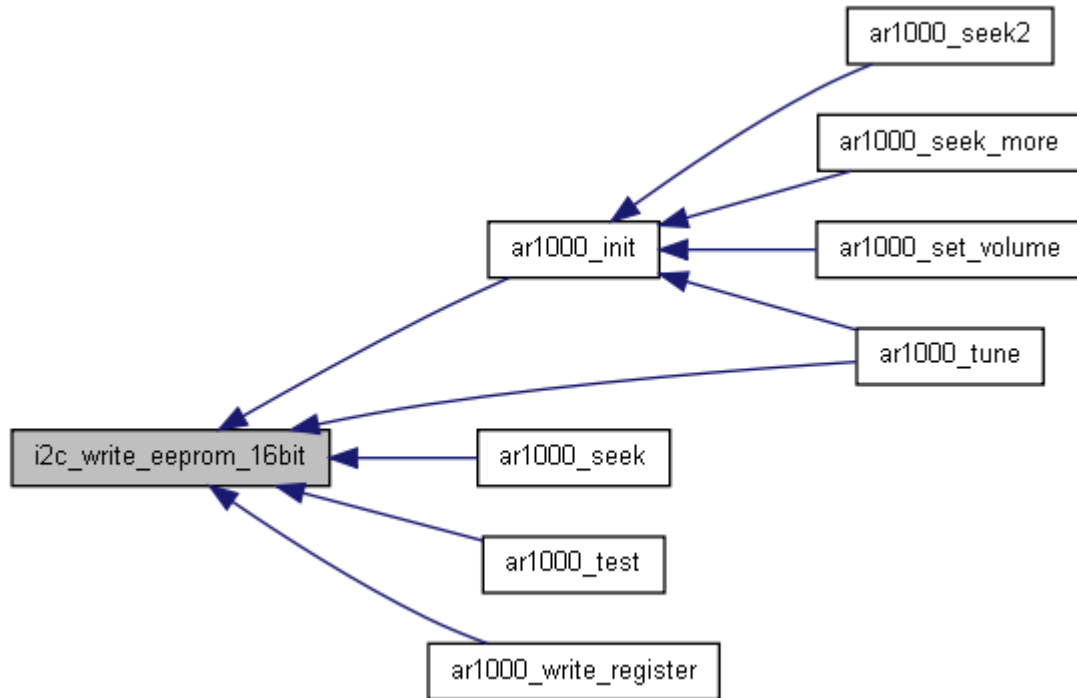 ar1000_seek2
ar1000_seek_more
ar1000_init
ar1000_set_volume
ar1000_tune
i2c_write_eeprom_16bit
ar1000_seek
ar1000_test
ar1000_write_register